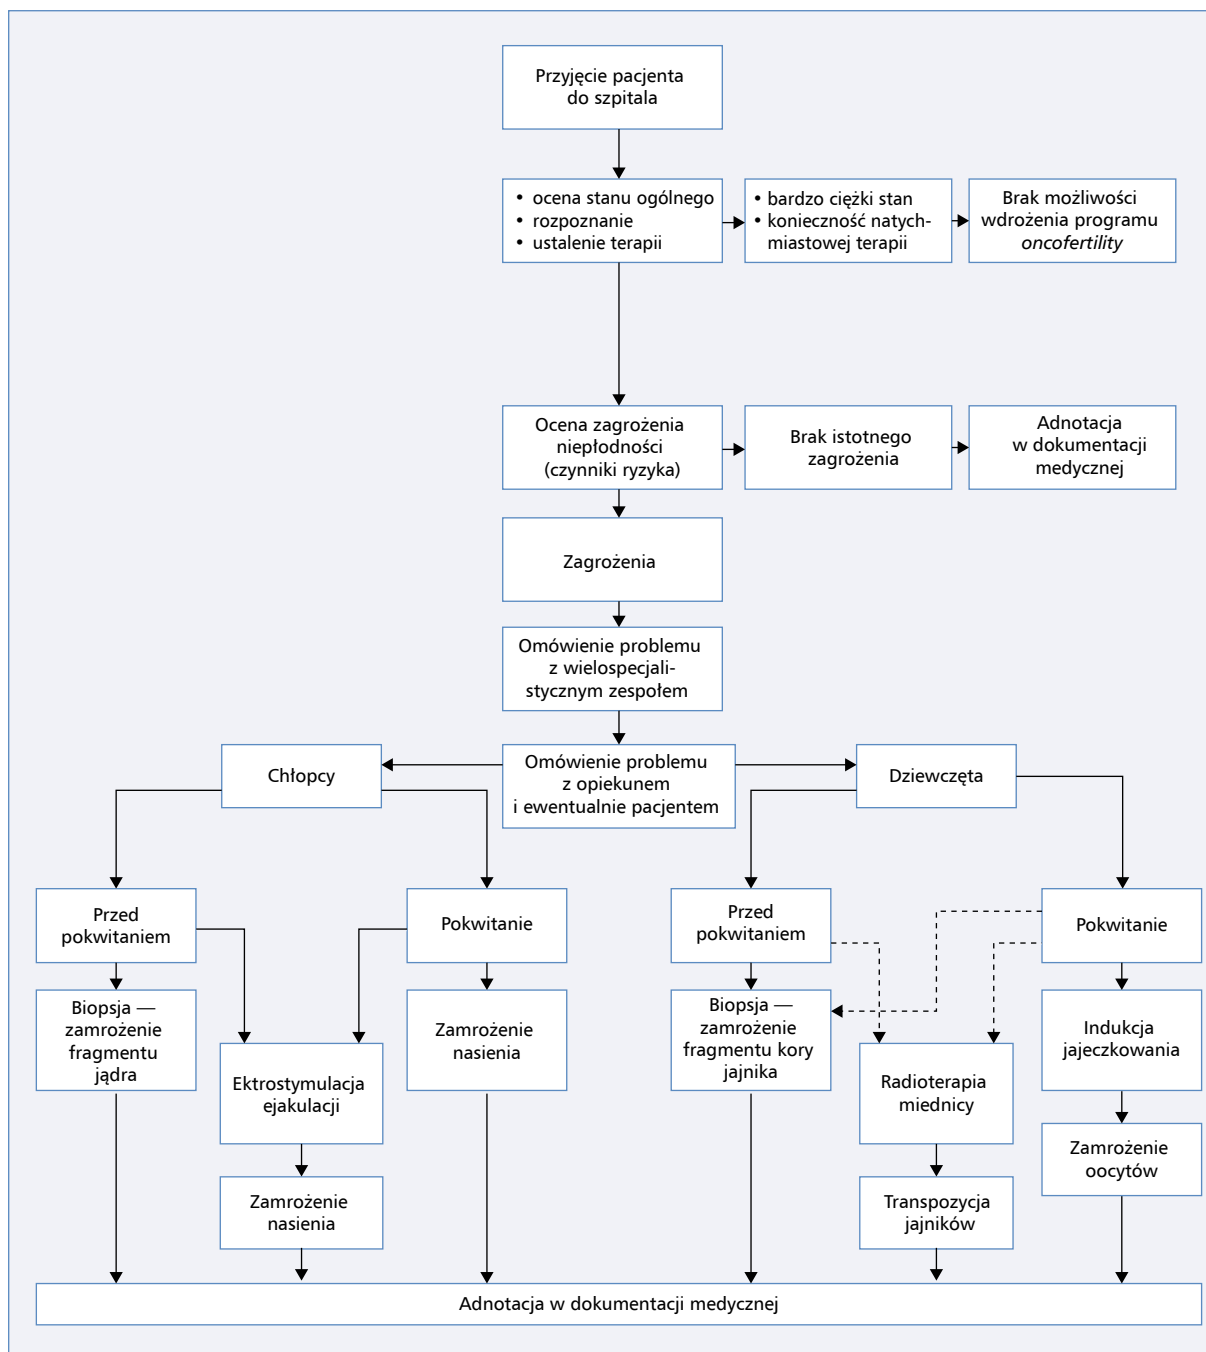 Przyjęcie pacjenta
do szpitala
• ocena stanu ogólnego
• rozpoznanie
• ustalenie terapii
• bardzo ciężki stan
• konieczność natych-
miastowej terapii
Brak możliwości
wdrożenia programu
oncofertility
Ocena zagrożenia
niepłodności
(czynniki ryzyka)
Brak istotnego
zagrożenia
Adnotacja
w dokumentacji
medycznej
Zagrożenia
Omówienie problemu
z wielospecjali-
stycznym zespołem
Chłopcy
Omówienie problemu
z opiekunem
i ewentualnie pacjentem
Dziewczęta
Przed
pokwitaniem
Pokwitanie
Przed
pokwitaniem
Pokwitanie
Biopsja —
zamrożenie
fragmentu
jądra
Ektrostymulacja
ejakulacji
Zamrożenie
nasienia
Biopsja —
zamrożenie
fragmentu kory
jajnika
Radioterapia
miednicy
Indukcja
jajeczkowania
Zamrożenie
nasienia
Transpozycja
jajników
Zamrożenie
oocytów
Adnotacja w dokumentacji medycznej